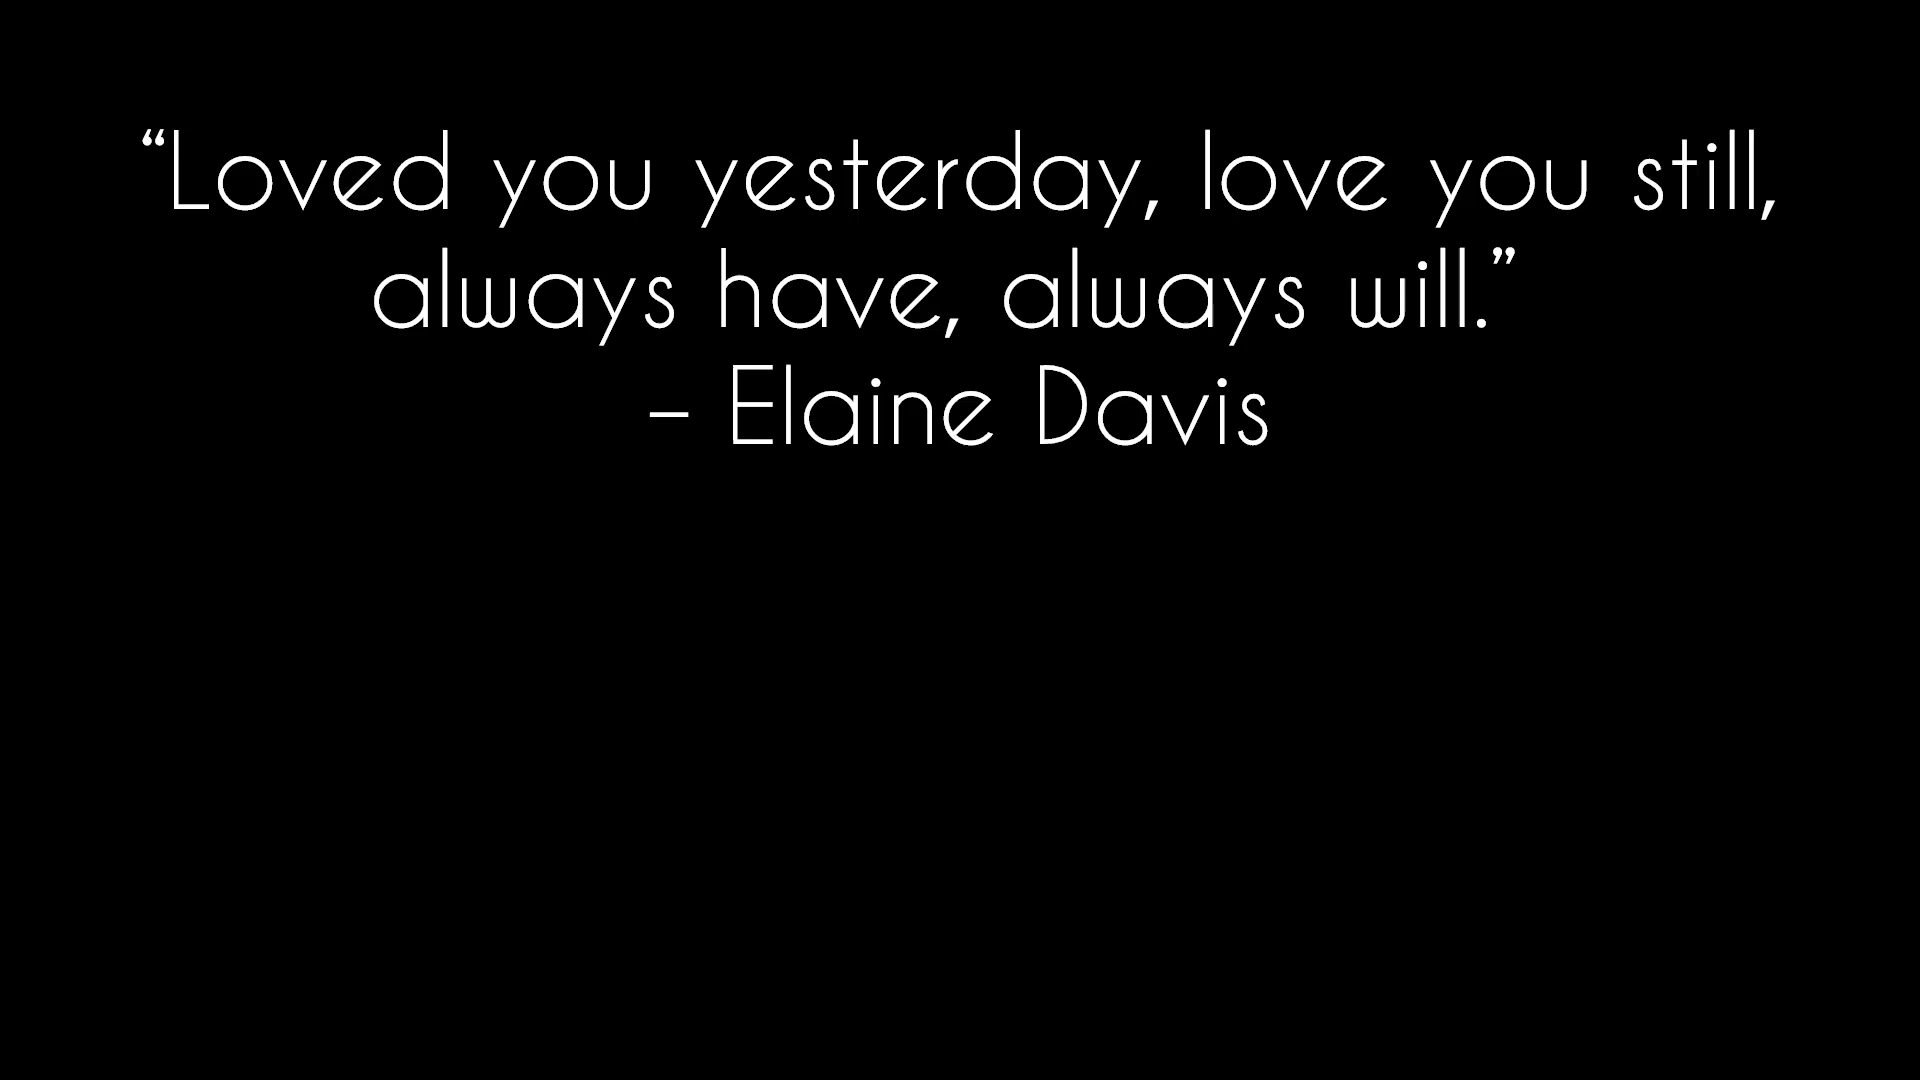 “Loved you yesterday, love you still,
always have, always will.”
– Elaine Davis